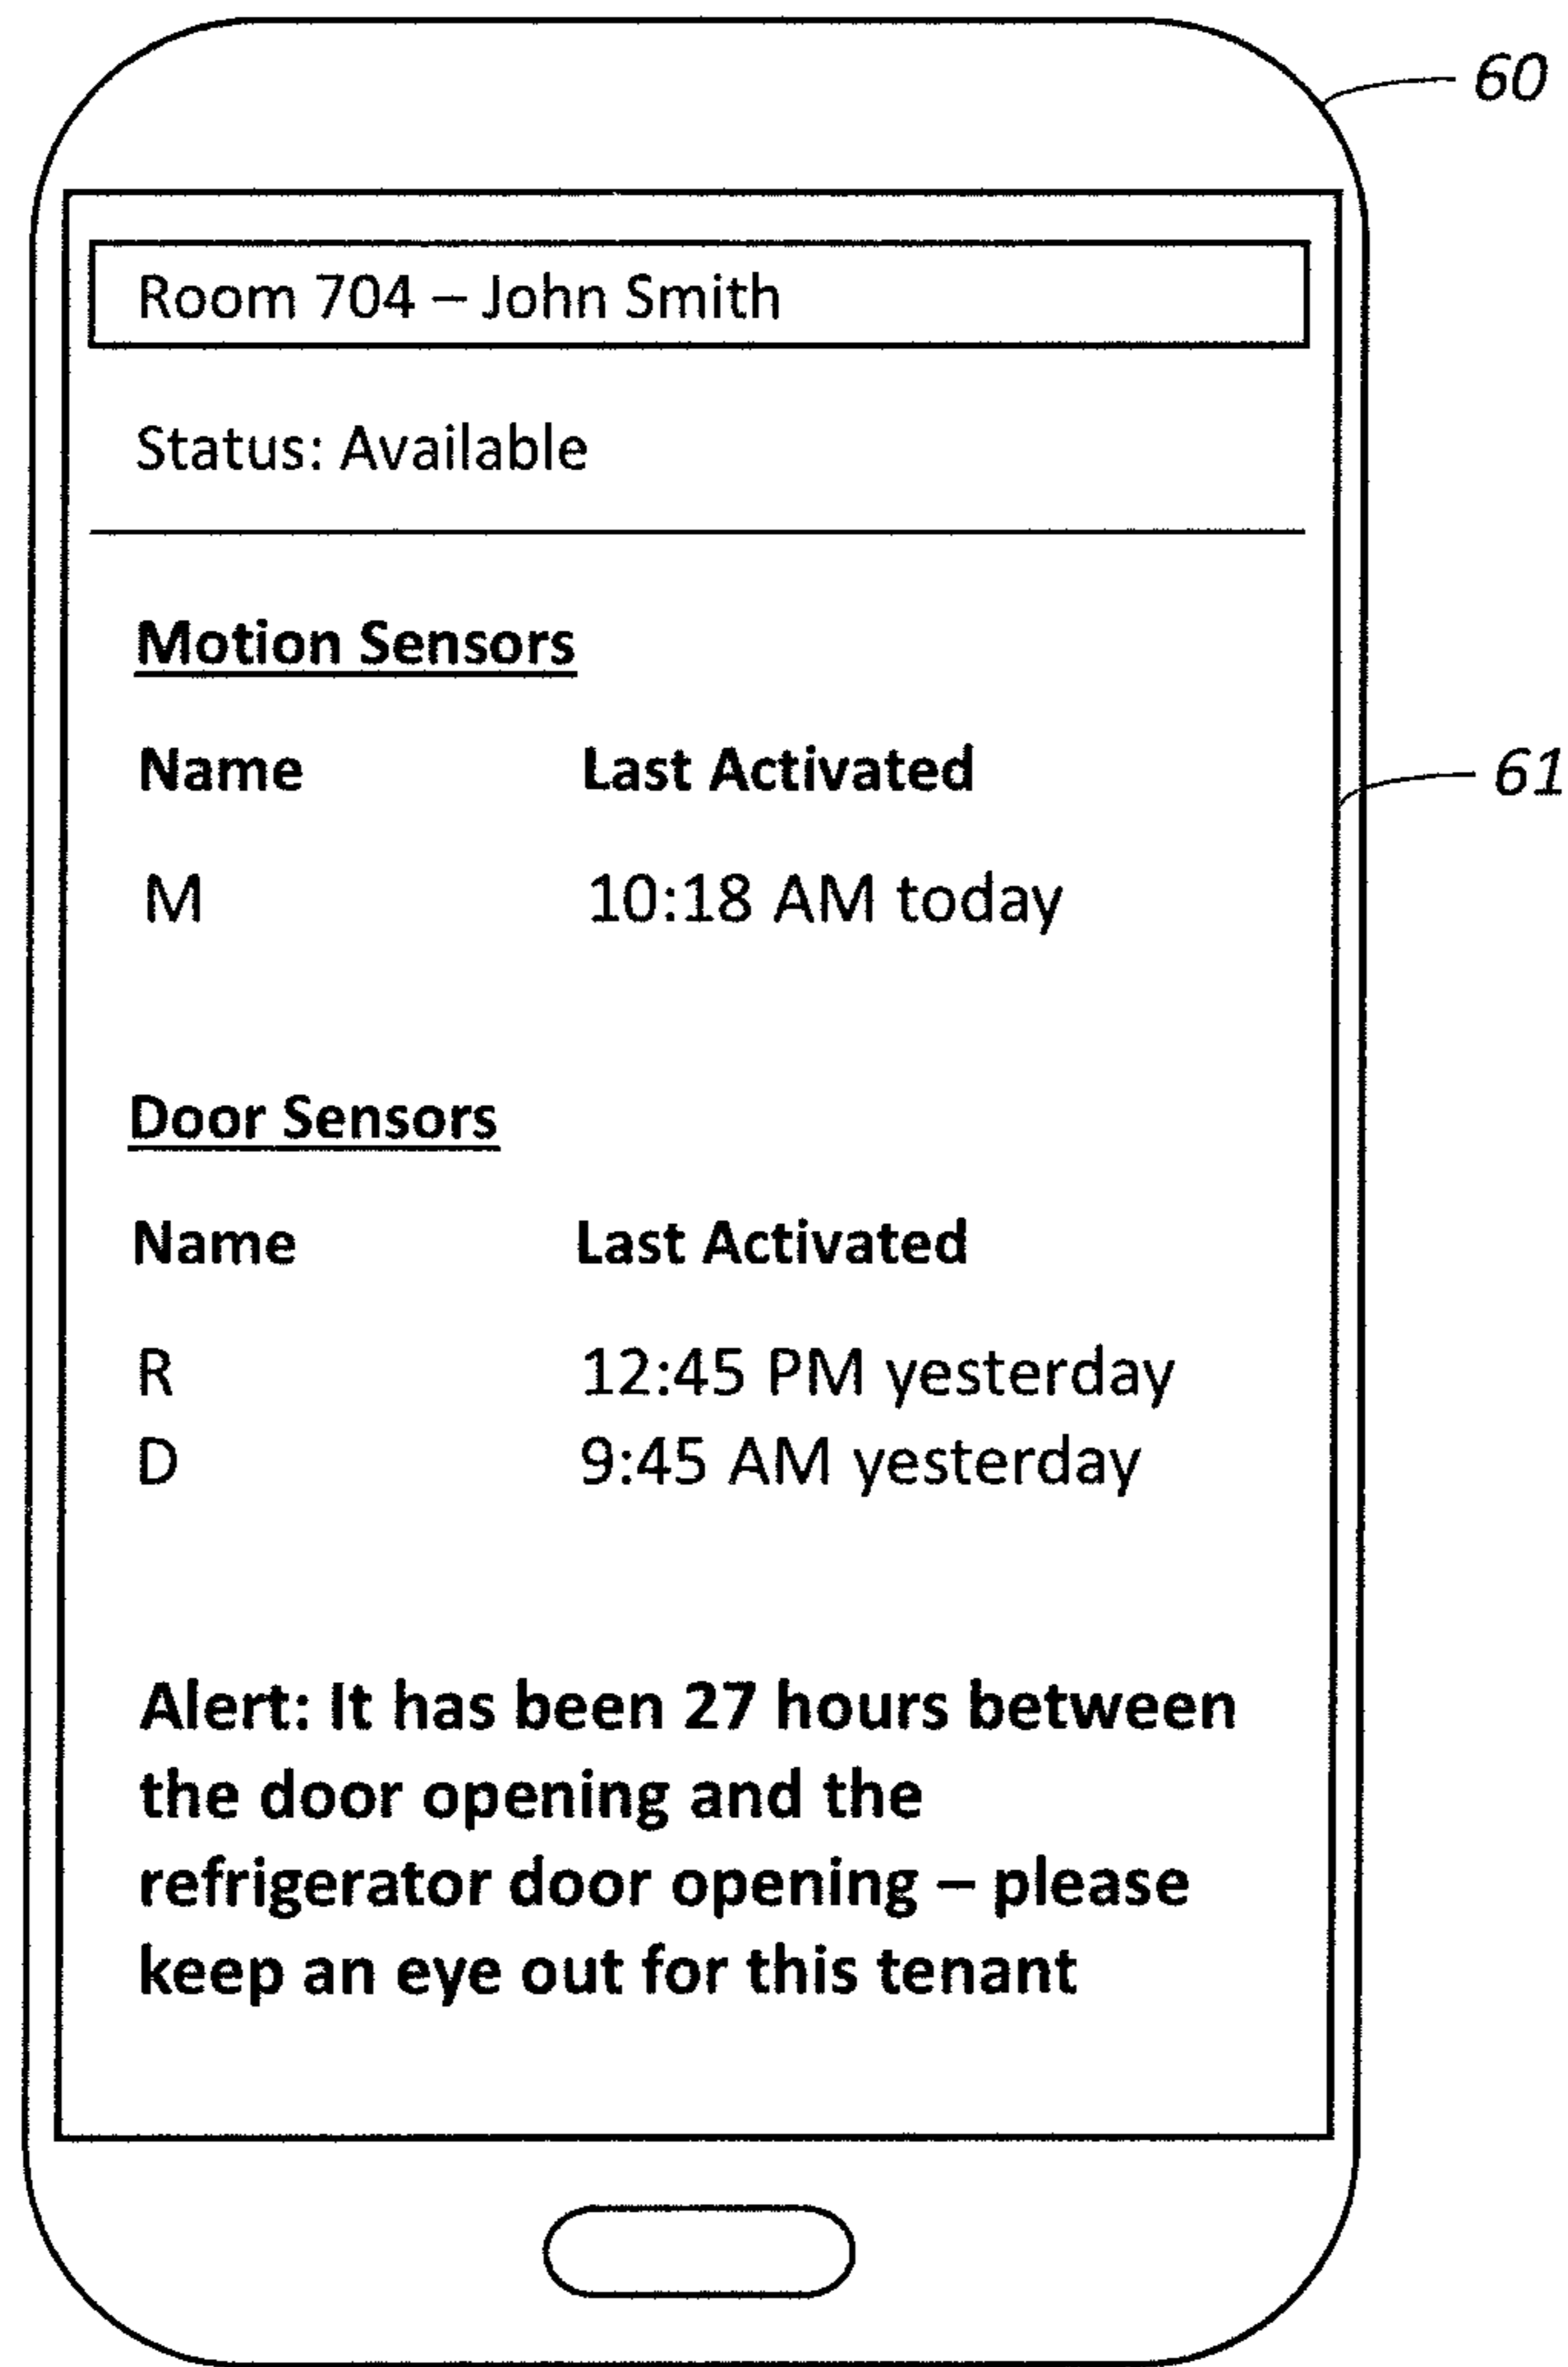 60
Room 704 – John Smith
Status: Available
Motion Sensors
Name Last Activated
61
M 10:18 AM today
Door Sensors
Name Last Activated
R 12:45 PM yesterday
D 9:45 AM yesterday
Alert: It has been 27 hours between
the door opening and the
refrigerator door opening – please
keep an eye out for this tenant